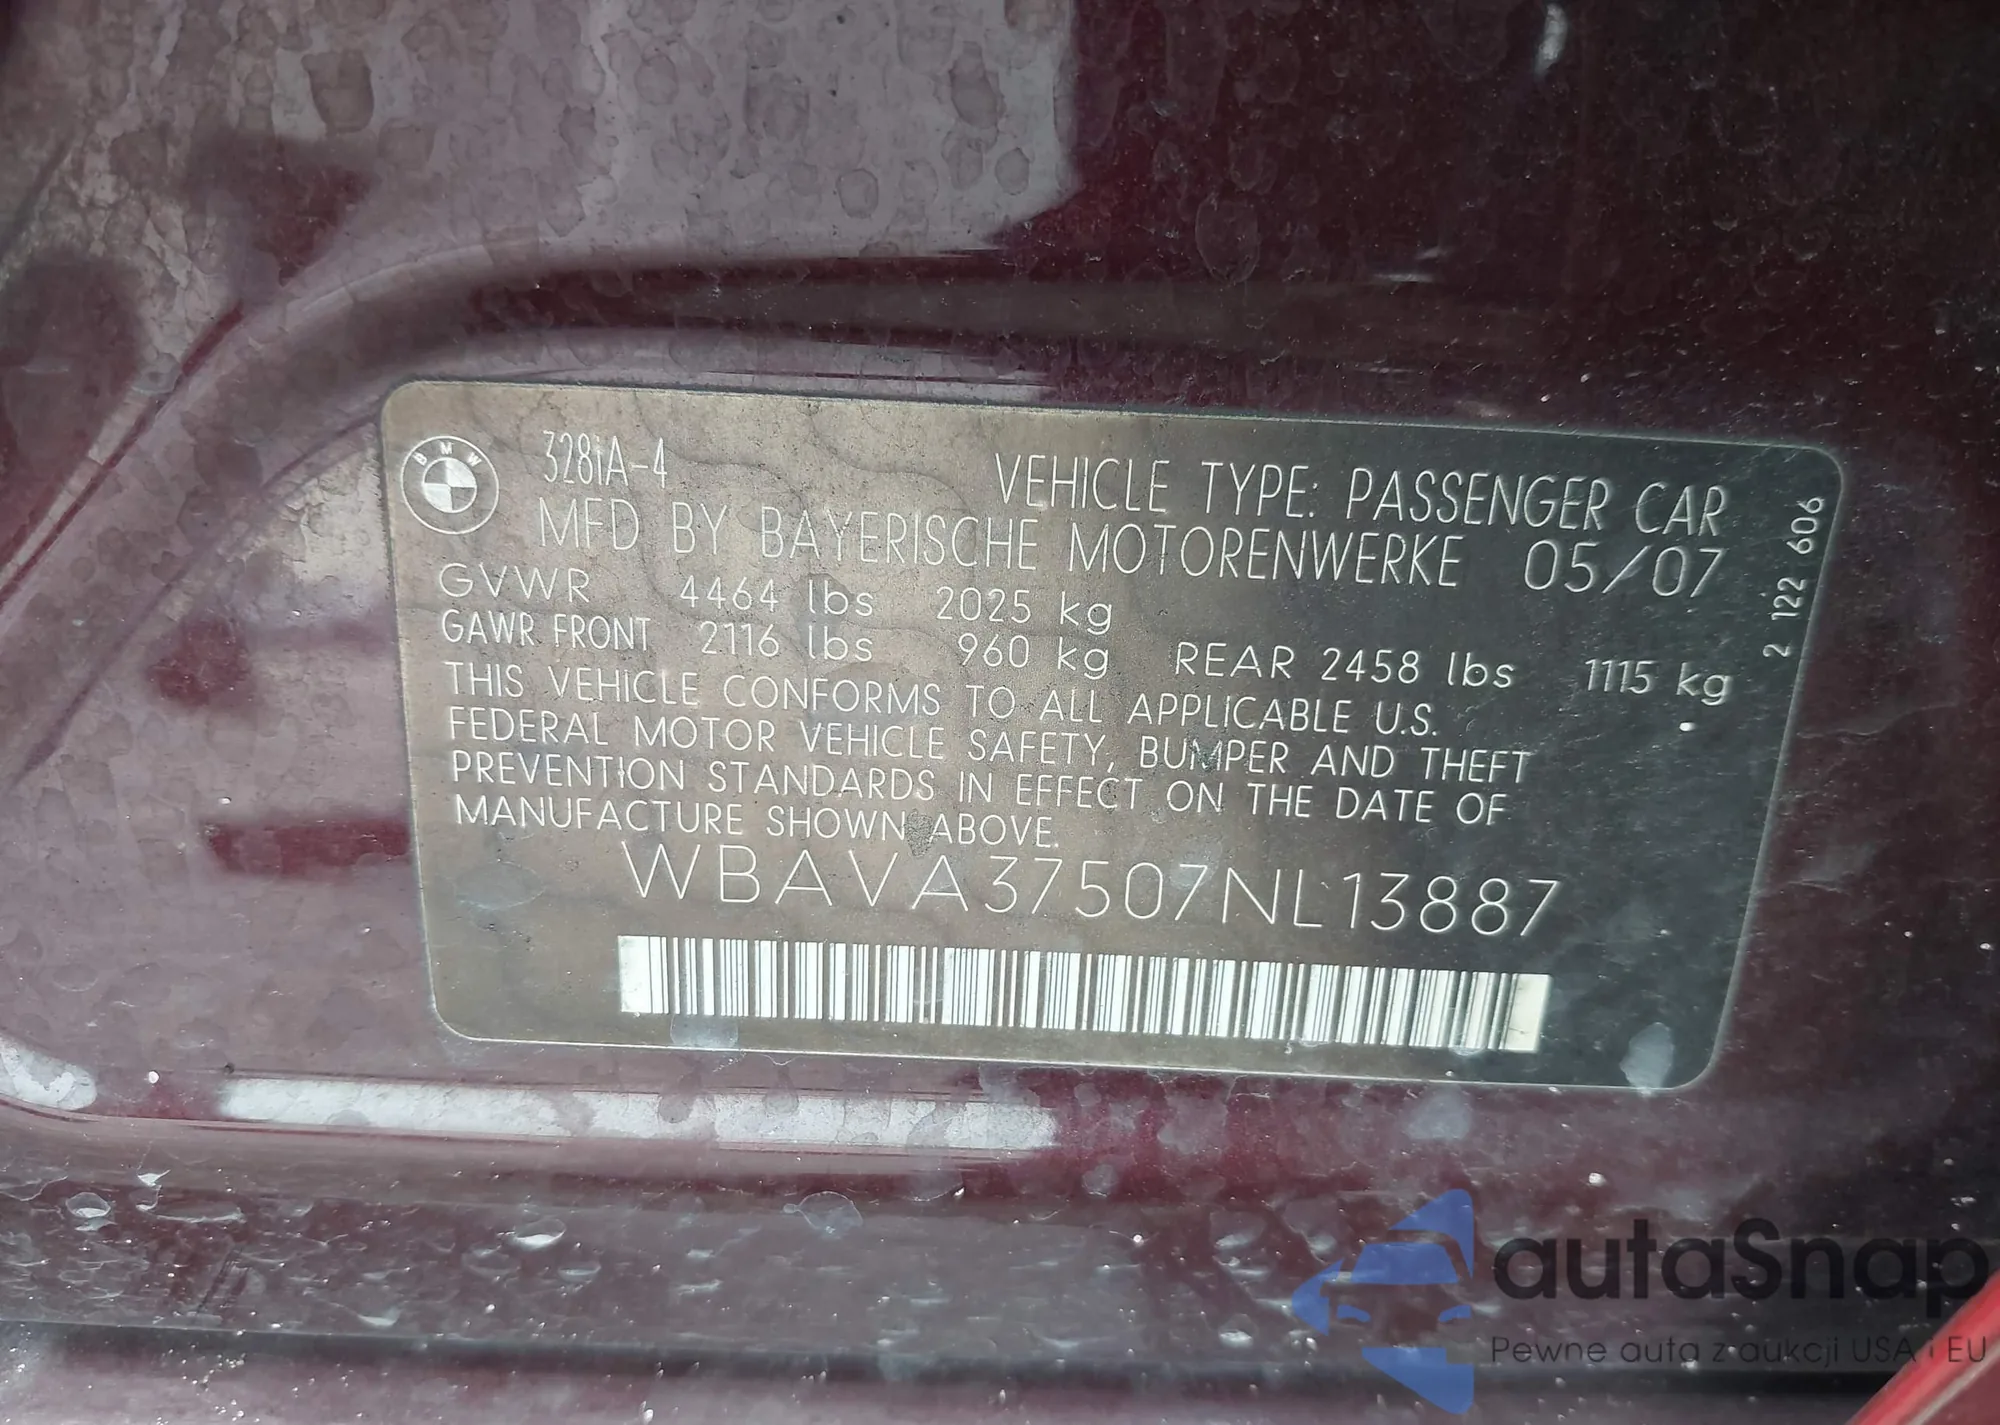 BMW
328iA-4
VEHICLE TYPE: PASSENGER CAR
MFD BY BAYERISCHE MOTORENWERKE 05/07
GVWR 4464 lbs 2025 kg
GAWR FRONT 2116 lbs 960 kg REAR 2458 lbs 1115 kg
THIS VEHICLE CONFORMS TO ALL APPLICABLE U.S.
FEDERAL MOTOR VEHICLE SAFETY, BUMPER AND THEFT
PREVENTION STANDARDS IN EFFECT ON THE DATE OF
MANUFACTURE SHOWN ABOVE.
WBAVA37507NL13887
2 122 606
autaSnap
Pewne auta z aukcji USA i EU